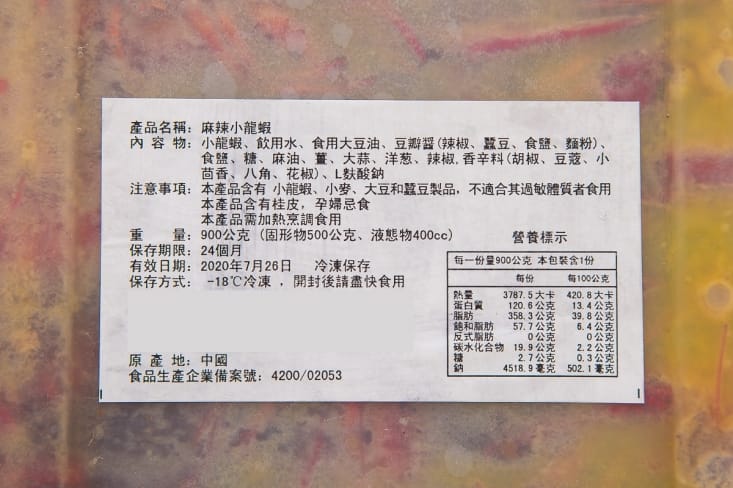 產品名稱：麻辣小龍蝦
內 容 物：小龍蝦、飲用水、食用大豆油、豆瓣醬(辣椒、蠶豆、食鹽、麵粉)、
食鹽、糖、麻油、薑、大蒜、洋葱、辣椒,香辛料(胡椒、豆蔻、小
茴香、八角、花椒)、L麩酸鈉
注意事項：本產品含有 小龍蝦、小麥、大豆和蠶豆製品，不適合其過敏體質者食用
本產品含有桂皮，孕婦忌食
本產品需加熱烹調食用
重 量：900公克 (固形物500公克、液態物400cc)
保存期限：24個月
有效日期：2020年7月26日 冷凍保存
保存方式： -18℃冷凍 ，開封後請盡快食用
原 產 地：中國
食品生產企業備案號：4200/02053
營養標示
每一份量900公克 本包裝含1份
每份 每100公克
熱量 3787.5大卡 420.8大卡
蛋白質 120.6公克 13.4公克
脂肪 358.3公克 39.8公克
飽和脂肪 57.7公克 6.4公克
反式脂肪 0公克 0公克
碳水化合物 19.9公克 2.2公克
糖 2.7公克 0.3公克
鈉 4518.9毫克 502.1毫克